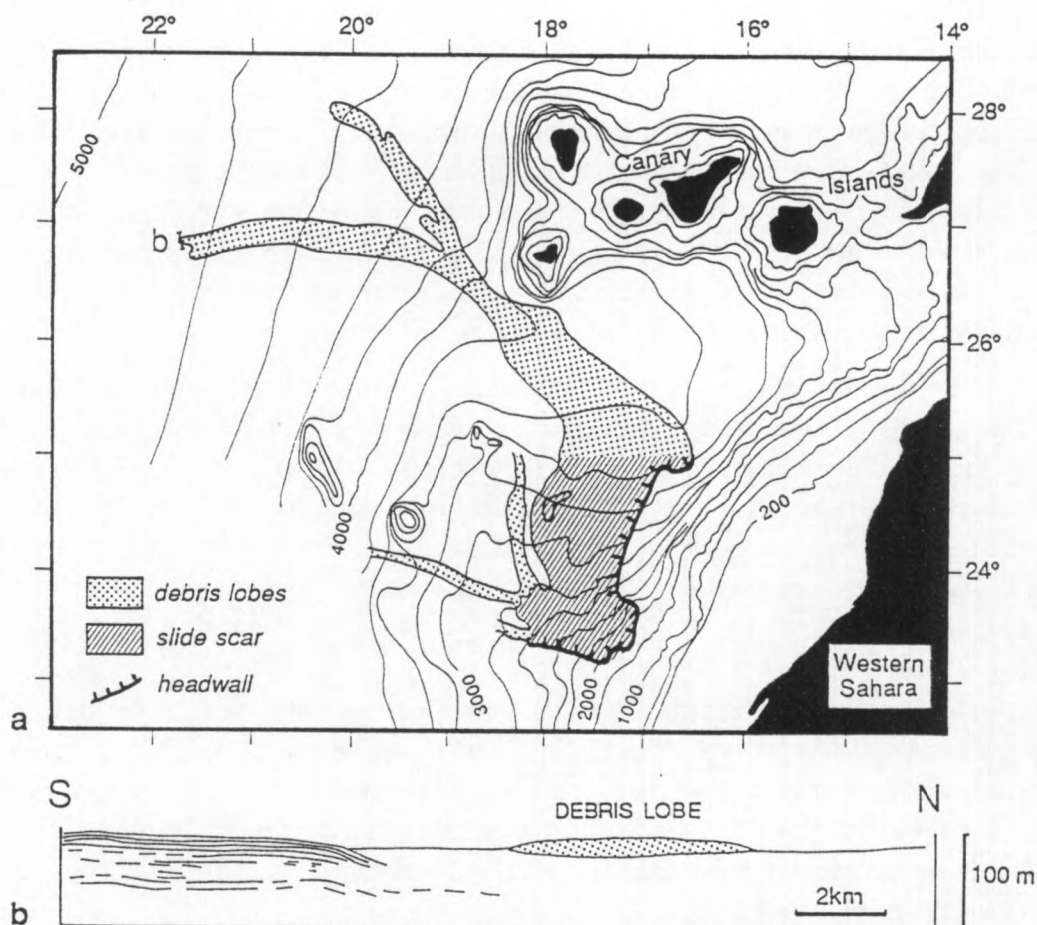 22° 20° 18° 16° 14°
28°
Canary
Islands
5000
b
26°
200
4000
24°
debris lobes
slide scar
headwall
3000
2000
1000
Western
Sahara
a
S N
DEBRIS LOBE
100 m
2km
b